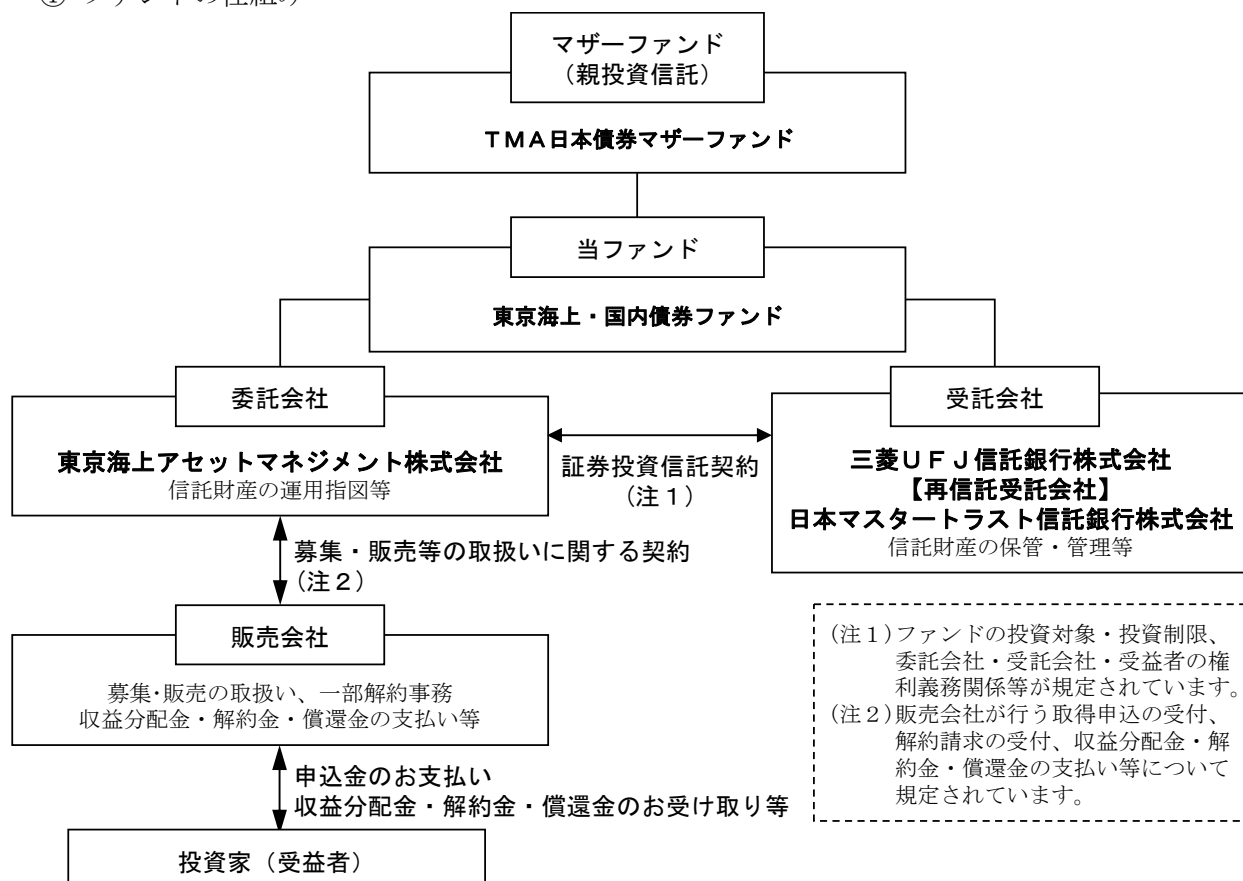 ① ファンドの仕組み
マザーファンド
（親投資信託）
ＴＭＡ日本債券マザーファンド
当ファンド
東京海上・国内債券ファンド
委託会社
東京海上アセットマネジメント株式会社
信託財産の運用指図等
証券投資信託契約
（注１）
受託会社
三菱ＵＦＪ信託銀行株式会社
【再信託受託会社】
日本マスタートラスト信託銀行株式会社
信託財産の保管・管理等
募集・販売等の取扱いに関する契約
（注２）
販売会社
募集・販売の取扱い、一部解約事務
収益分配金・解約金・償還金の支払い等
申込金のお支払い
収益分配金・解約金・償還金のお受け取り等
投資家（受益者）
（注１）ファンドの投資対象・投資制限、
委託会社・受託会社・受益者の権
利義務関係等が規定されています。
（注２）販売会社が行う取得申込の受付、
解約請求の受付、収益分配金・解
約金・償還金の支払い等について
規定されています。